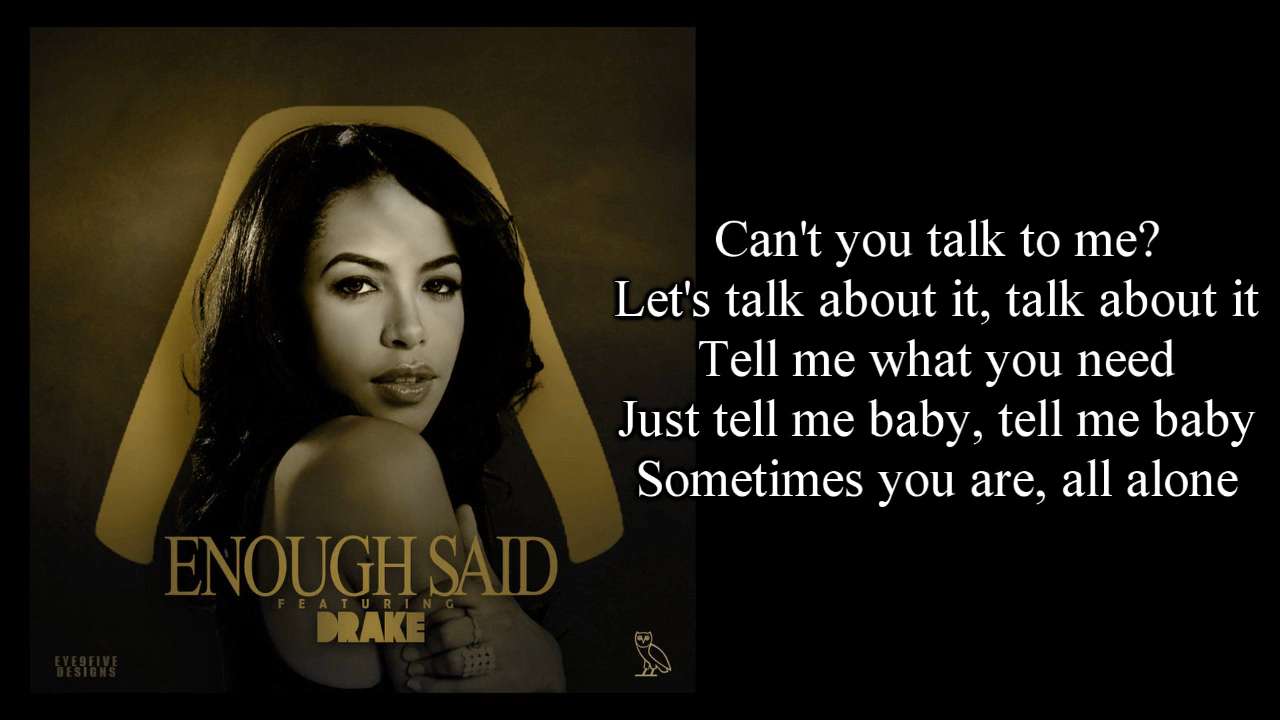 Can't you talk to me?
Let's talk about it, talk about it
Tell me what you need
Just tell me baby, tell me baby
Sometimes you are, all alone
ENOUGH SAID
FEATURING
DRAKE
EYE9FIVE
DESIGNS